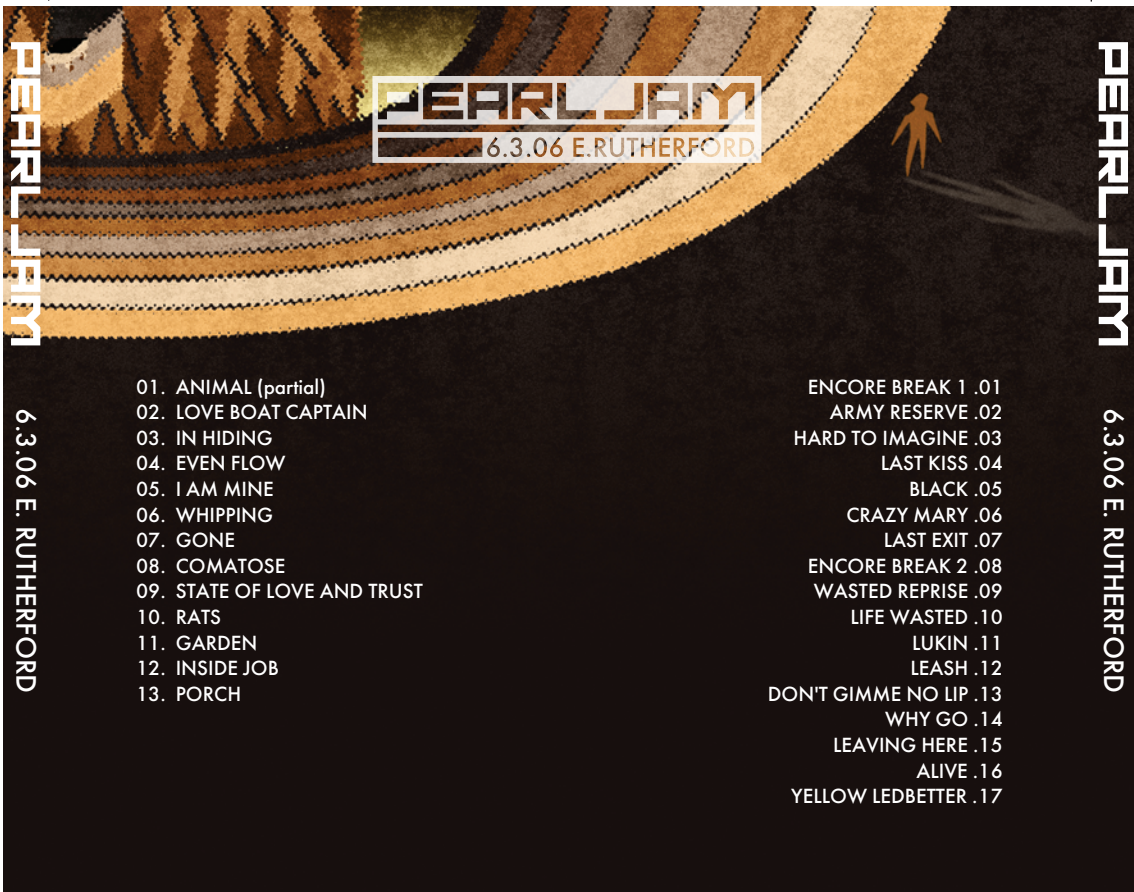 PEARL JAM
6.3.06 E.RUTHERFORD
PEARL JAM 6.3.06 E. RUTHERFORD
01. ANIMAL (partial)
02. LOVE BOAT CAPTAIN
03. IN HIDING
04. EVEN FLOW
05. I AM MINE
06. WHIPPING
07. GONE
08. COMATOSE
09. STATE OF LOVE AND TRUST
10. RATS
11. GARDEN
12. INSIDE JOB
13. PORCH
ENCORE BREAK 1 .01
ARMY RESERVE .02
HARD TO IMAGINE .03
LAST KISS .04
BLACK .05
CRAZY MARY .06
LAST EXIT .07
ENCORE BREAK 2 .08
WASTED REPRISE .09
LIFE WASTED .10
LUKIN .11
LEASH .12
DON'T GIMME NO LIP .13
WHY GO .14
LEAVING HERE .15
ALIVE .16
YELLOW LEDBETTER .17
PEARL JAM 6.3.06 E. RUTHERFORD